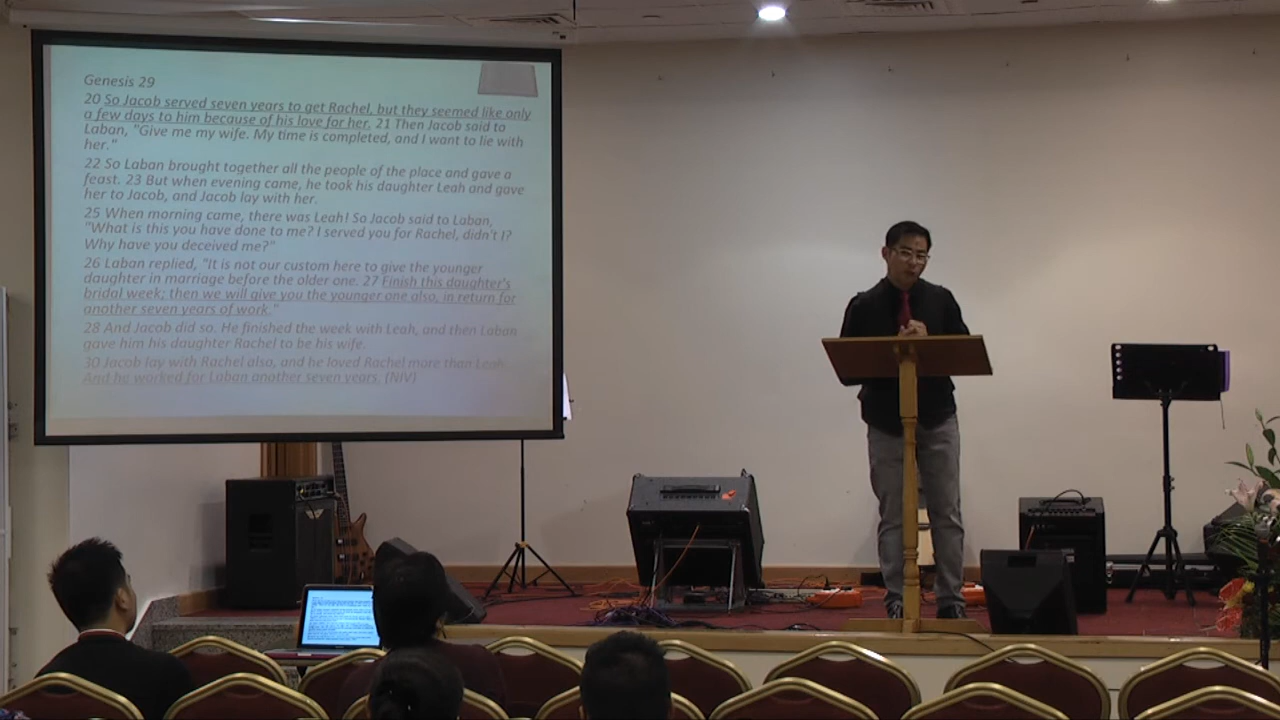 Genesis 29
20 So Jacob served seven years to get Rachel, but they seemed like only
a few days to him because of his love for her. 21 Then Jacob said to
Laban, "Give me my wife. My time is completed, and I want to lie with
her."
22 So Laban brought together all the people of the place and gave a
feast. 23 But when evening came, he took his daughter Leah and gave
her to Jacob, and Jacob lay with her.
25 When morning came, there was Leah! So Jacob said to Laban,
"What is this you have done to me? I served you for Rachel, didn't I?
Why have you deceived me?"
26 Laban replied, "It is not our custom here to give the younger
daughter in marriage before the older one. 27 Finish this daughter's
bridal week; then we will give you the younger one also, in return for
another seven years of work."
28 And Jacob did so. He finished the week with Leah, and then Laban
gave him his daughter Rachel to be his wife.
30 Jacob lay with Rachel also, and he loved Rachel more than Leah.
And he worked for Laban another seven years. (NIV)